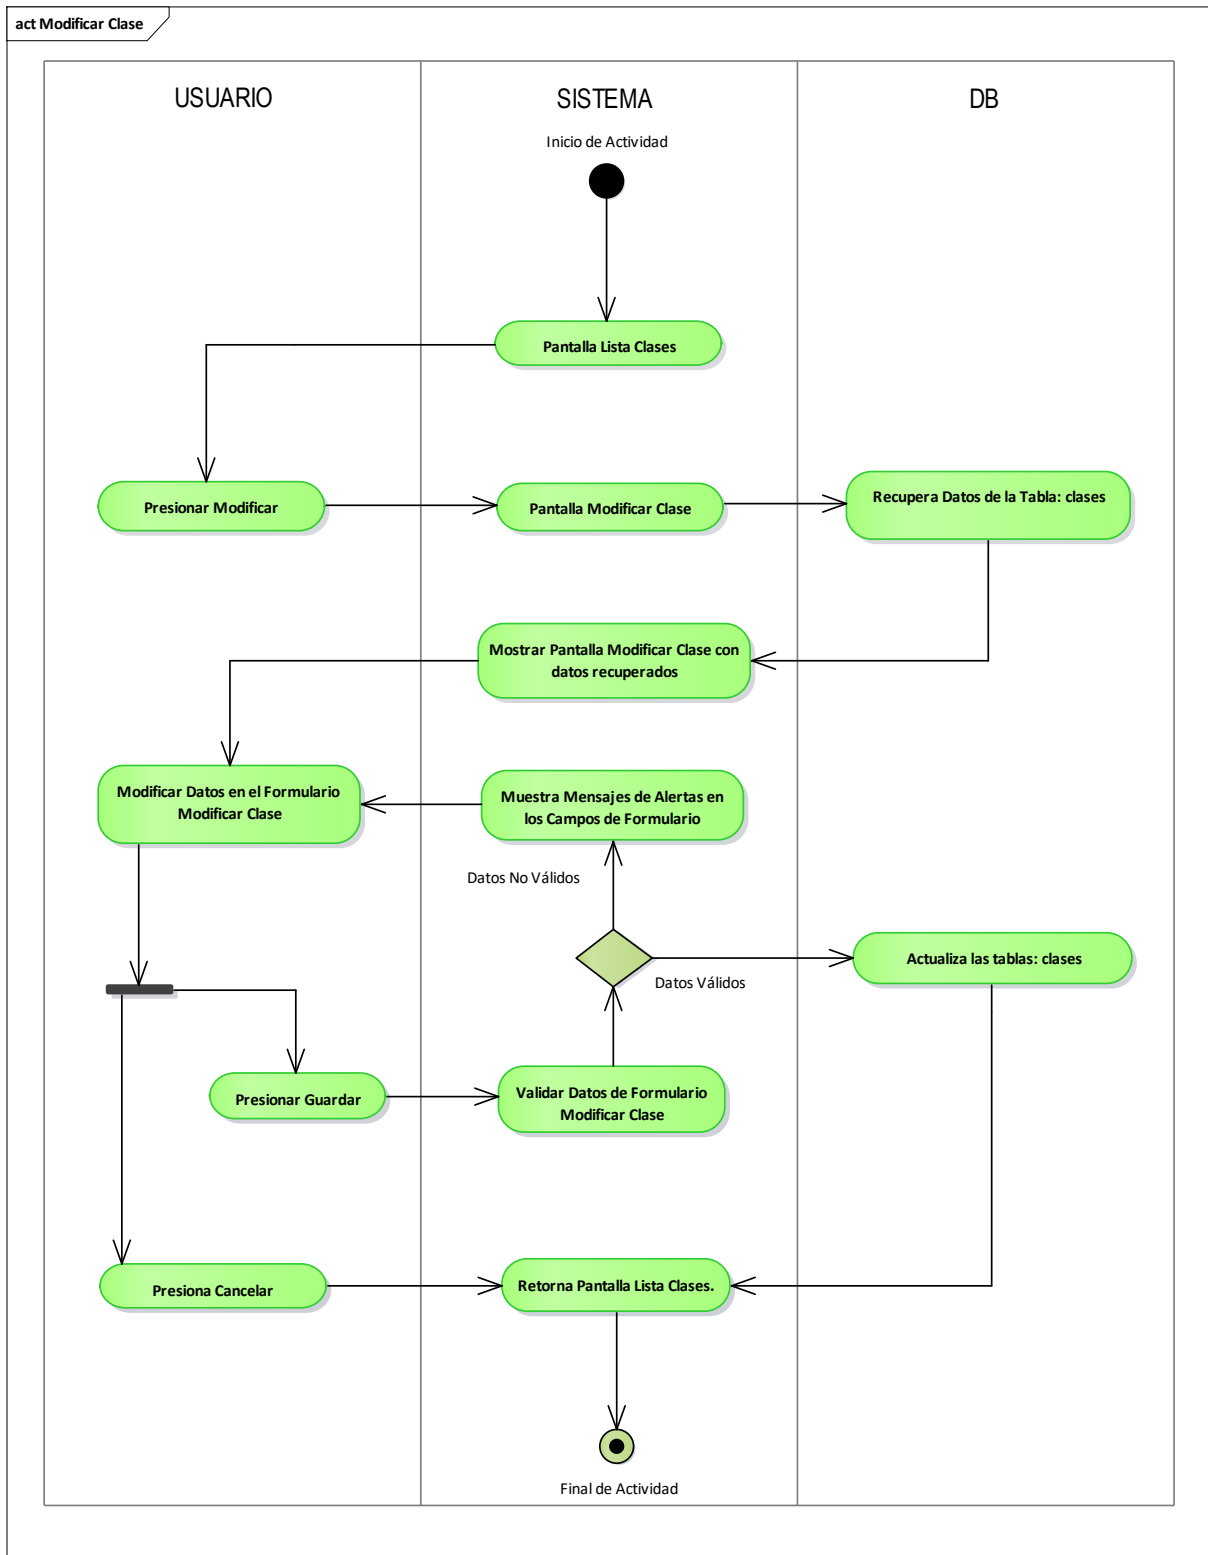 act Modificar Clase
USUARIO
SISTEMA
DB
Inicio de Actividad
Pantalla Lista Clases
Presionar Modificar
Pantalla Modificar Clase
Recupera Datos de la Tabla: clases
Mostrar Pantalla Modificar Clase con
datos recuperados
Modificar Datos en el Formulario
Modificar Clase
Muestra Mensajes de Alertas en
los Campos de Formulario
Datos No Válidos
Actualiza las tablas: clases
Datos Válidos
Presionar Guardar
Validar Datos de Formulario
Modificar Clase
Presiona Cancelar
Retorna Pantalla Lista Clases.
Final de Actividad